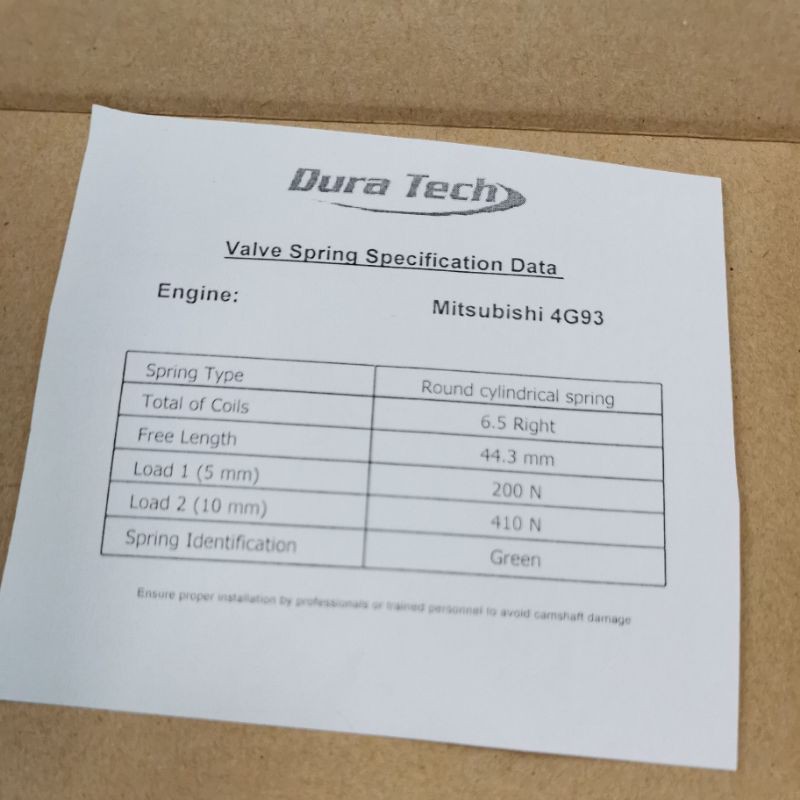 Dura Tech
Valve Spring Specification Data
Engine: Mitsubishi 4G93
Spring Type Round cylindrical spring
Total of Coils 6.5 Right
Free Length 44.3 mm
Load 1 (5 mm) 200 N
Load 2 (10 mm) 410 N
Spring Identification Green
Ensure proper installation by professionals or trained personnel to avoid camshaft damage